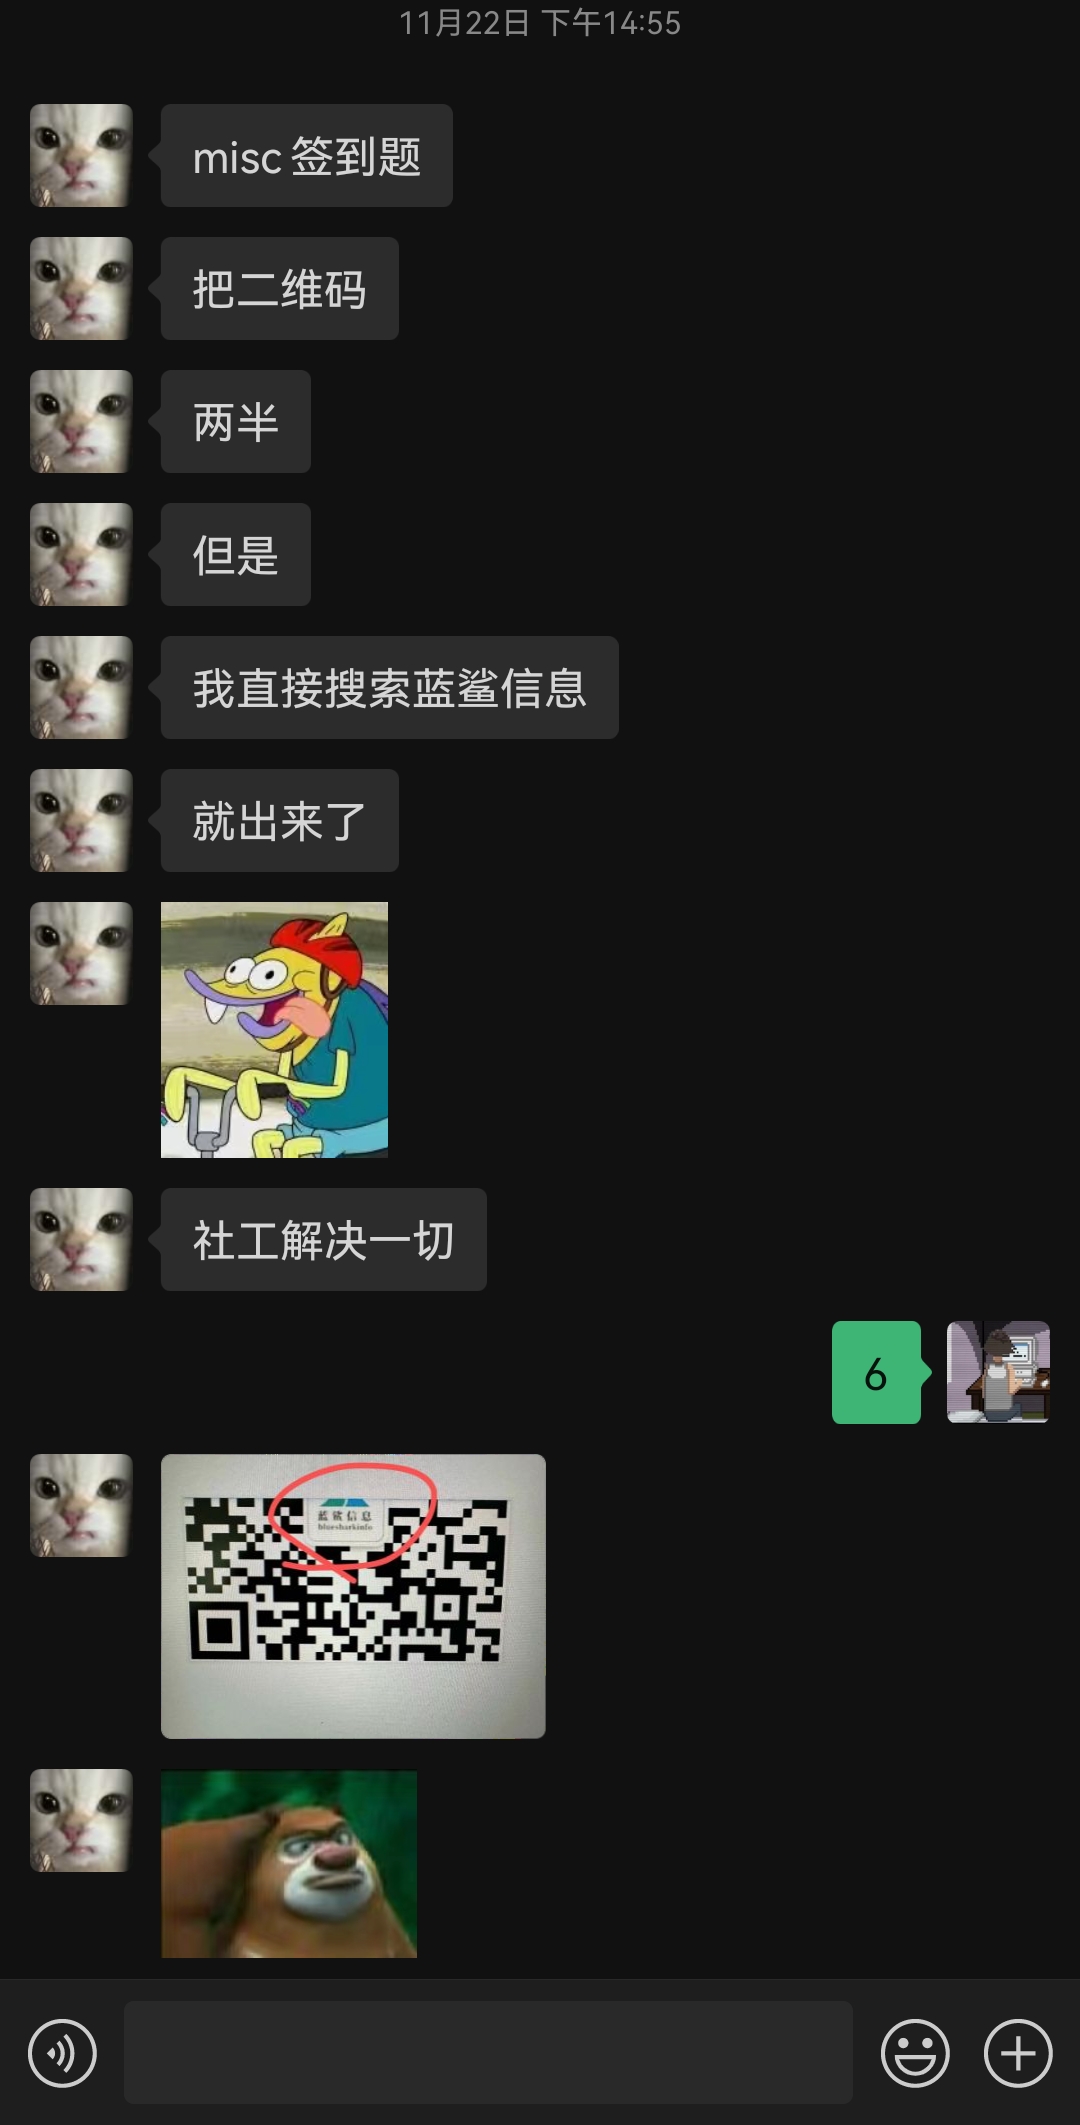 11月22日 下午14:55
misc 签到题
把二维码
两半
但是
我直接搜索蓝鲨信息
就出来了
社工解决一切
6
蓝鲨信息
bluesharkinfo